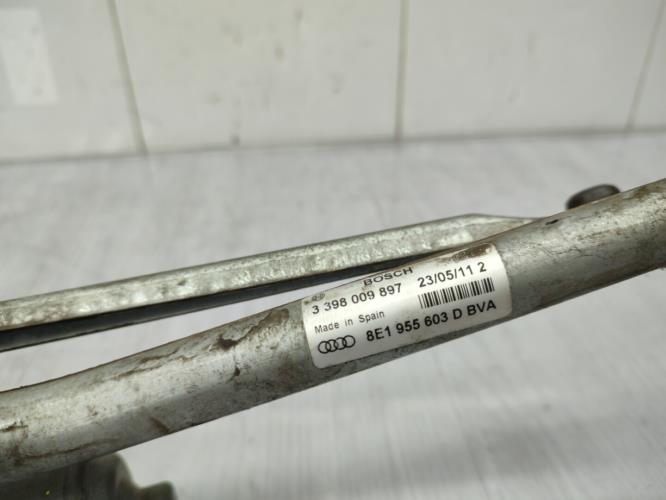 BOSCH
3 398 009 897 23/05/11 2
Made in Spain
8E1 955 603 D BVA